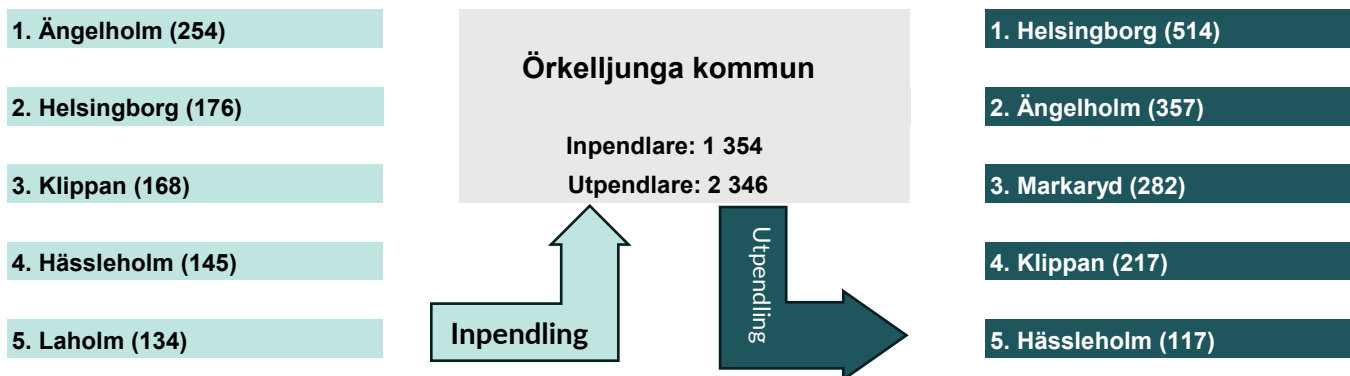 1. Ängelholm (254)
2. Helsingborg (176)
3. Klippan (168)
4. Hässleholm (145)
5. Laholm (134)
Örkelljunga kommun
Inpendlare: 1 354
Utpendlare: 2 346
Inpendling
Utpendling
1. Helsingborg (514)
2. Ängelholm (357)
3. Markaryd (282)
4. Klippan (217)
5. Hässleholm (117)